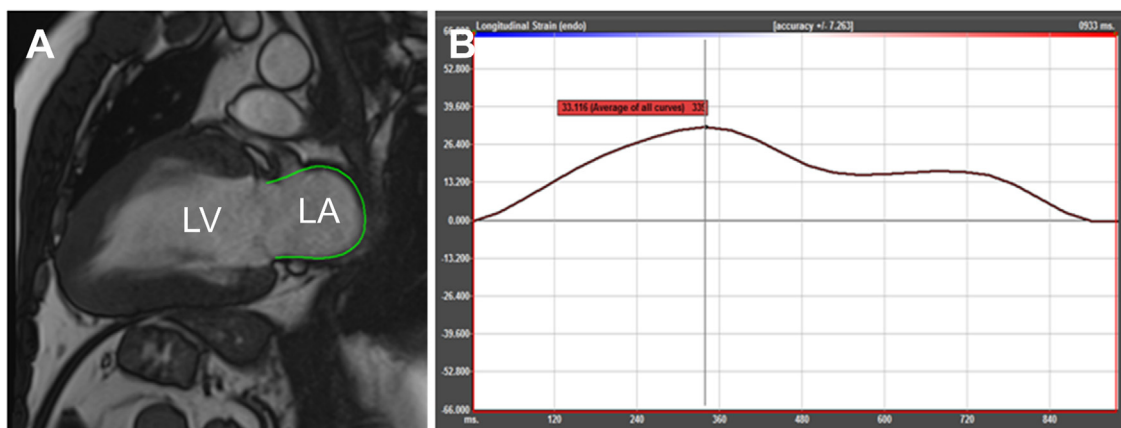 A
LV
LA
B
Longitudinal Strain (endo) [accuracy +/- 7.263] 0933 ms.
52.800
33.116 (Average of all curves)
39.600
26.400
13.200
0.000
-13.200
-26.400
-39.600
-52.800
-66.000
ms. 120 240 360 480 600 720 840